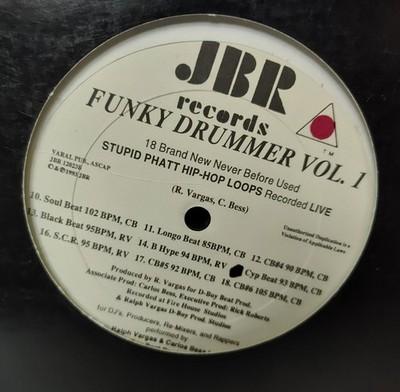 JBR
records
TM
FUNKY DRUMMER VOL. 1
18 Brand New Never Before Used
STUPID PHATT HIP-HOP LOOPS Recorded LIVE
(R. Vargas, C. Bess)
VARAL PUB., ASCAP
JBR 12023B
©&℗1993 JBR
Unauthorized Duplication is a
Violation of Applicable Laws
10. Soul Beat 102 BPM, CB 11. Longo Beat 85BPM, CB 12. CB#4 90 BPM, CB
13. Black Beat 95BPM, RV 14. B Hype 94 BPM, RV Cyp Beat 93 BPM, CB
16. S.C.R. 95 BPM, RV 17. CB#5 92 BPM, CB 18. CB#6 105 BPM, CB
Produced by R. Vargas for D-Boy Beat Prod.
Associate Prod: Carlos Bess, Executive Prod: Rick Roberts
Recorded at Fire House Studios
& Ralph Vargas D-Boy Prod. Studios
for DJ's, Producers, Re-Mixers, and Rappers
performed by
Ralph Vargas & Carlos Bess